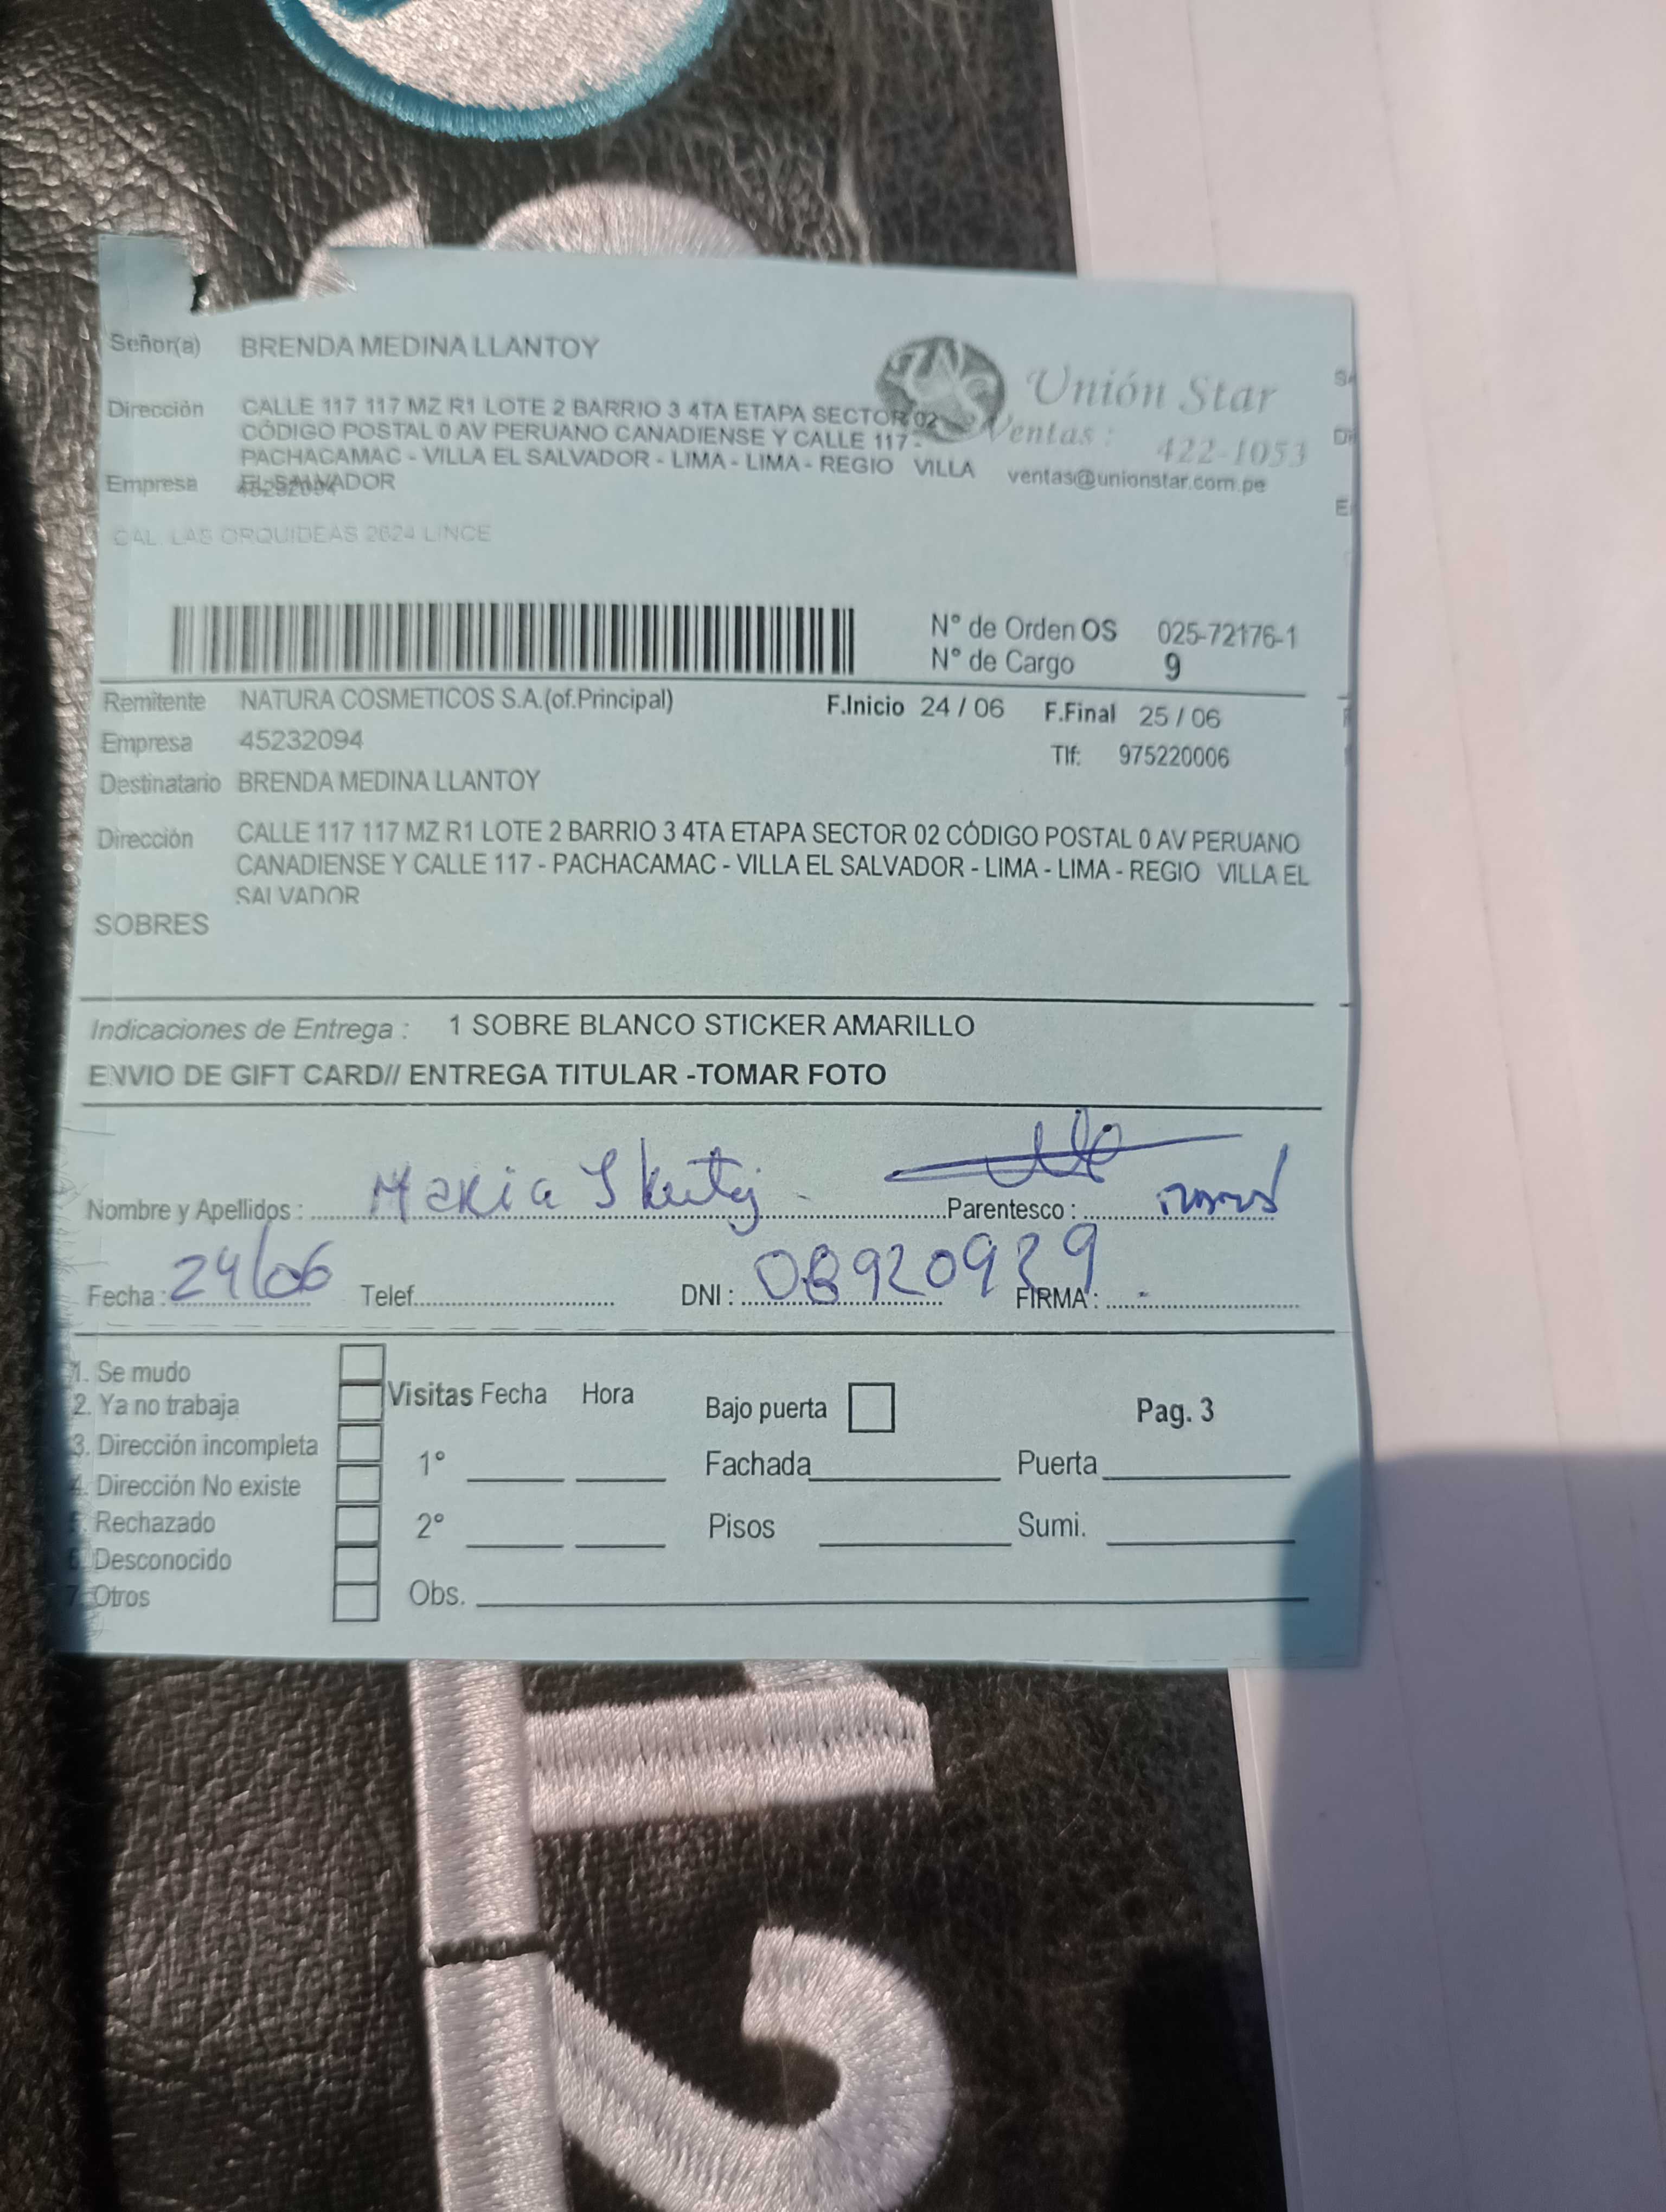 Señor(a) BRENDA MEDINA LLANTOY
Unión Star
Dirección CALLE 117 117 MZ R1 LOTE 2 BARRIO 3 4TA ETAPA SECTOR 02
CÓDIGO POSTAL 0 AV PERUANO CANADIENSE Y CALLE 117 -
PACHACAMAC - VILLA EL SALVADOR - LIMA - LIMA - REGIO VILLA
EL SALVADOR
Ventas : 422-1053
ventas@unionstar.com.pe
Empresa
CAL. LAS ORQUIDEAS 2624 LINCE
N° de Orden OS 025-72176-1
N° de Cargo 9
Remitente NATURA COSMETICOS S.A.(of.Principal) F.Inicio 24 / 06 F.Final 25 / 06
Empresa 45232094 Tlf: 975220006
Destinatario BRENDA MEDINA LLANTOY
Dirección CALLE 117 117 MZ R1 LOTE 2 BARRIO 3 4TA ETAPA SECTOR 02 CÓDIGO POSTAL 0 AV PERUANO
CANADIENSE Y CALLE 117 - PACHACAMAC - VILLA EL SALVADOR - LIMA - LIMA - REGIO VILLA EL
SALVADOR
SOBRES
Indicaciones de Entrega : 1 SOBRE BLANCO STICKER AMARILLO
ENVIO DE GIFT CARD// ENTREGA TITULAR -TOMAR FOTO
Nombre y Apellidos : Maria Parentesco :
Fecha : 24/06 Telef. DNI : 08920939 FIRMA :
1. Se mudo
2. Ya no trabaja
3. Dirección incompleta
4. Dirección No existe
5. Rechazado
6. Desconocido
7. Otros
Visitas Fecha Hora Bajo puerta Pag. 3
1° Fachada Puerta
2° Pisos Sumi.
Obs.